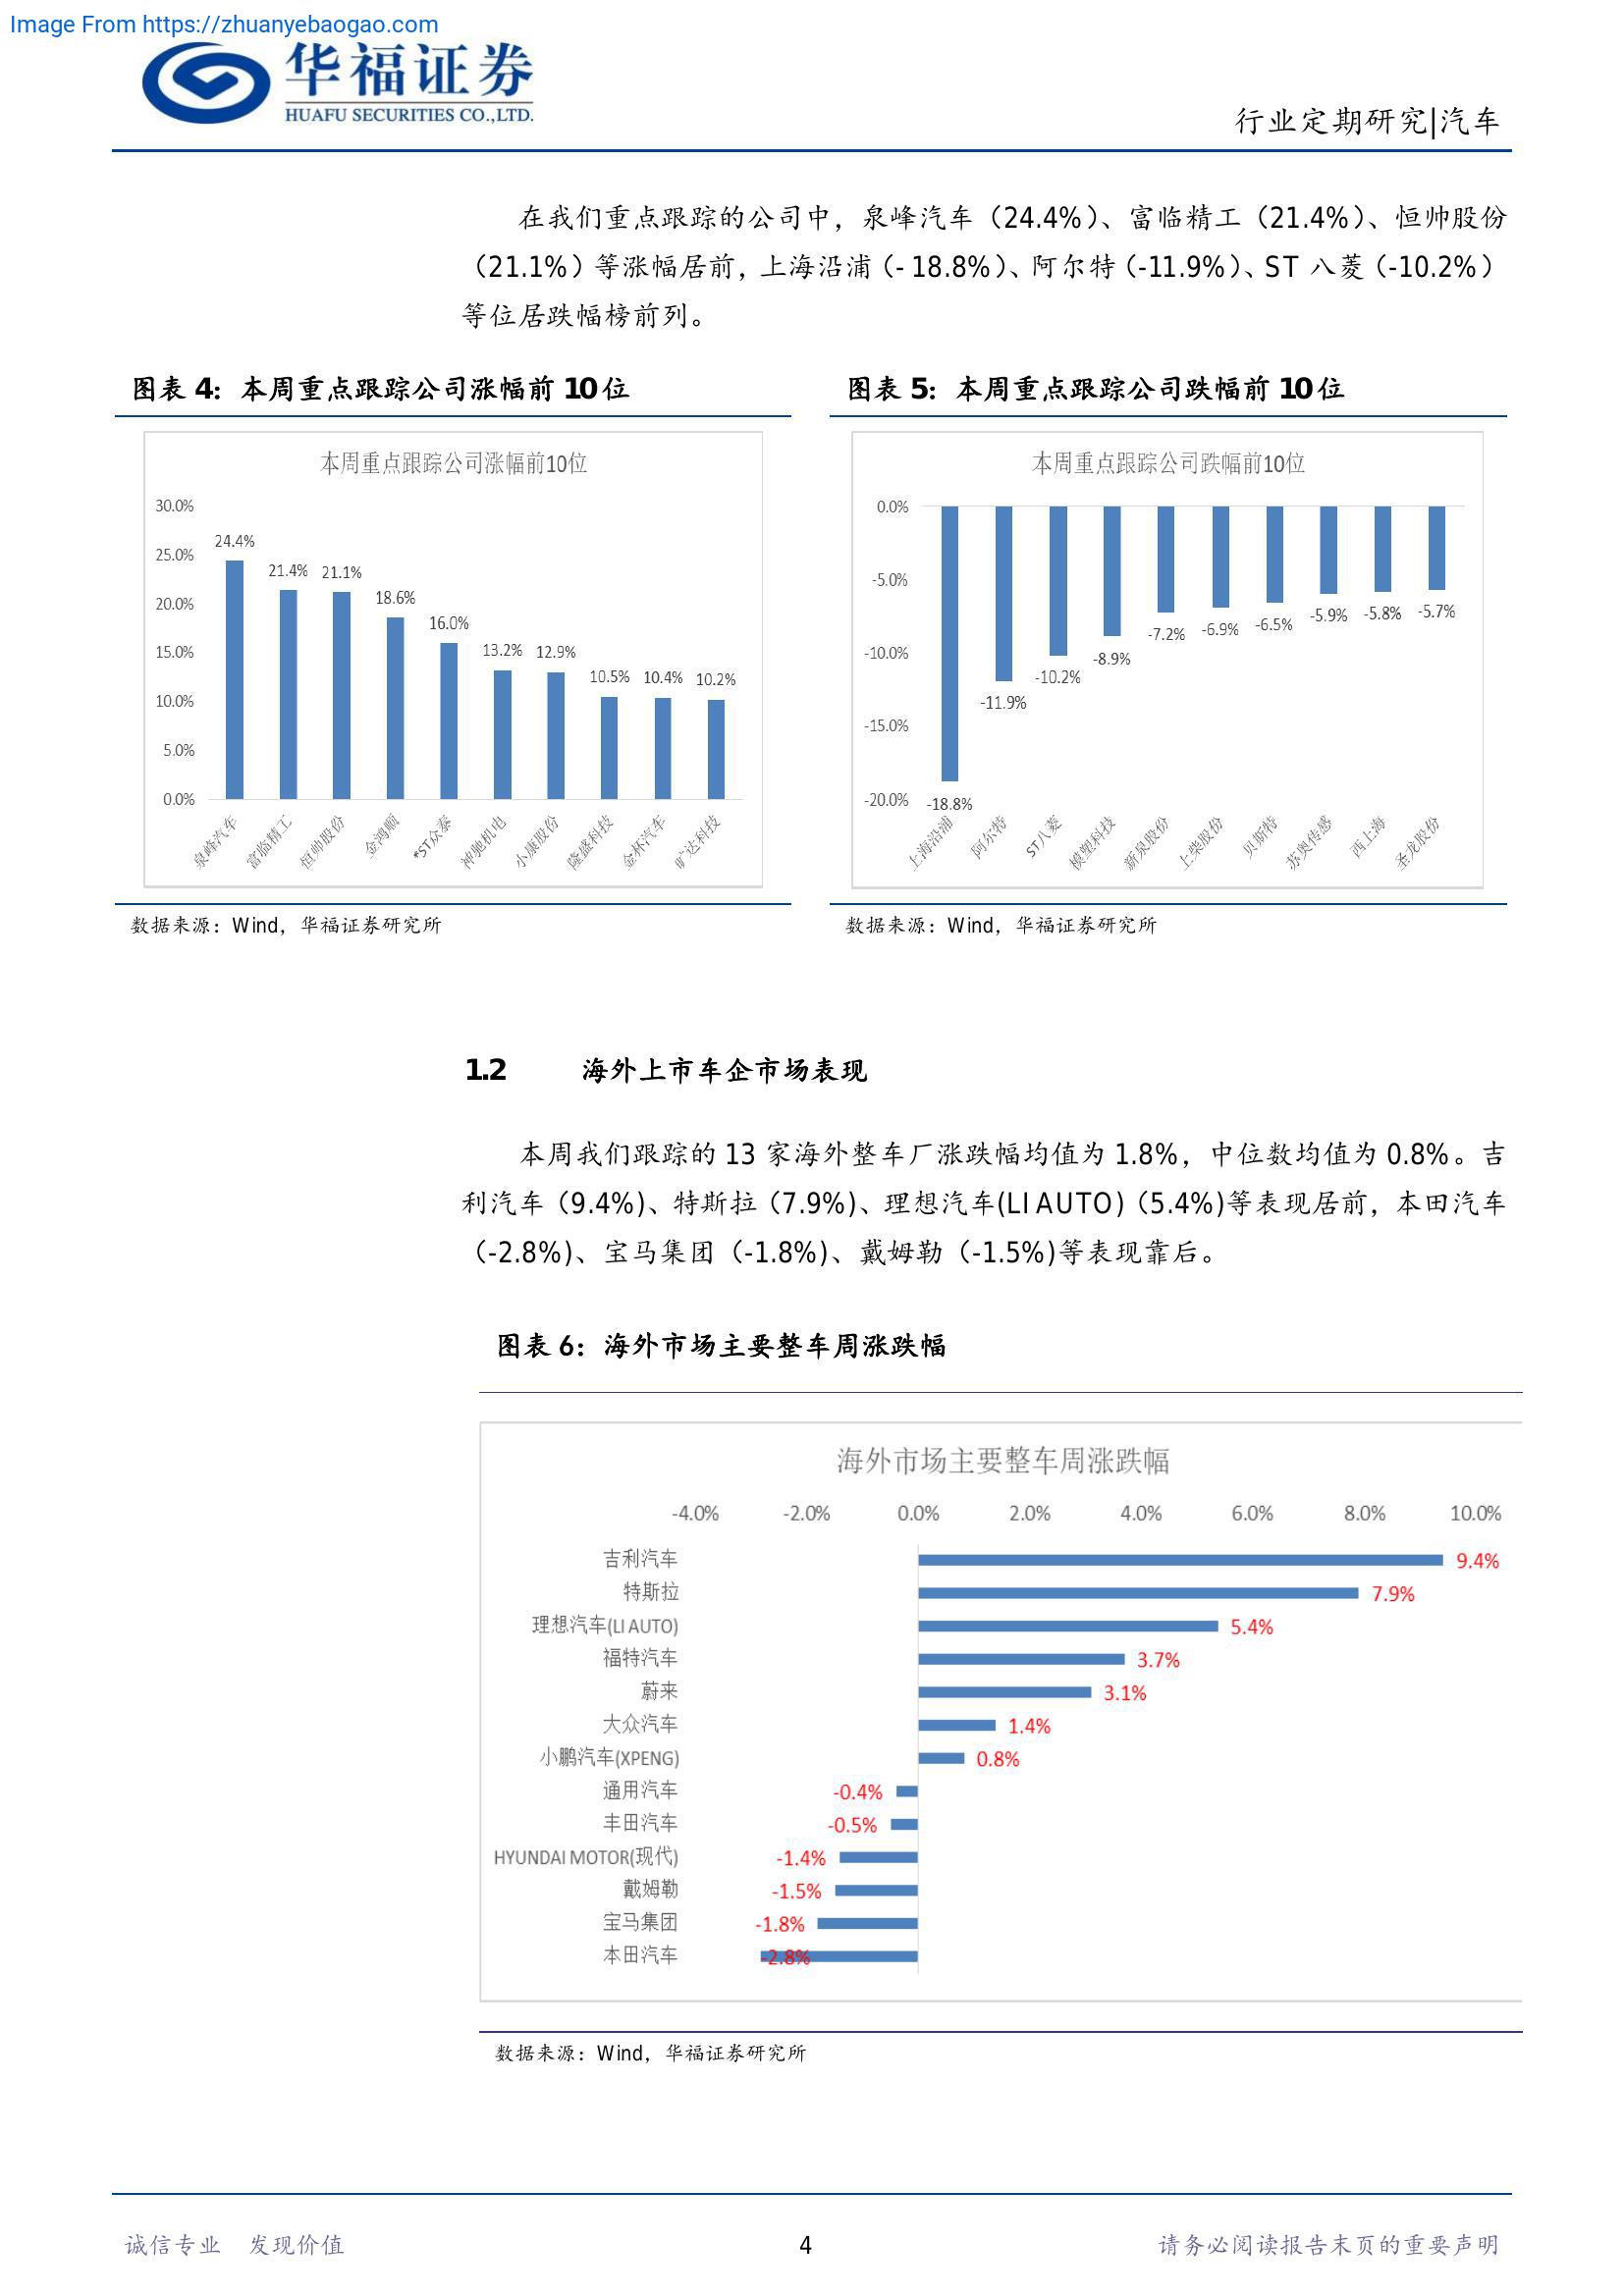 Image From https://zhuanyebaogao.com
华福证券
HUAFU SECURITIES CO.,LTD.
行业定期研究|汽车
在我们重点跟踪的公司中，泉峰汽车（24.4%）、富临精工（21.4%）、恒帅股份
（21.1%）等涨幅居前，上海沿浦（- 18.8%）、阿尔特（-11.9%）、ST 八菱（-10.2%）
等位居跌幅榜前列。
图表 4：本周重点跟踪公司涨幅前 10 位
本周重点跟踪公司涨幅前10位
30.0%
25.0%
20.0%
15.0%
10.0%
5.0%
0.0%
24.4%
21.4%
21.1%
18.6%
16.0%
13.2%
12.9%
10.5%
10.4%
10.2%
泉峰汽车
富临精工
恒帅股份
金鸿顺
*ST众泰
神驰机电
小康股份
隆盛科技
金杯汽车
旷达科技
数据来源：Wind，华福证券研究所
图表 5：本周重点跟踪公司跌幅前 10 位
本周重点跟踪公司跌幅前10位
0.0%
-5.0%
-10.0%
-15.0%
-20.0%
-18.8%
-11.9%
-10.2%
-8.9%
-7.2%
-6.9%
-6.5%
-5.9%
-5.8%
-5.7%
上海沿浦
阿尔特
ST八菱
模塑科技
新泉股份
上柴股份
贝斯特
苏奥传感
西上海
圣龙股份
数据来源：Wind，华福证券研究所
1.2 海外上市车企市场表现
本周我们跟踪的 13 家海外整车厂涨跌幅均值为 1.8%，中位数均值为 0.8%。吉
利汽车（9.4%)、特斯拉（7.9%)、理想汽车(LI AUTO)（5.4%)等表现居前，本田汽车
（-2.8%)、宝马集团（-1.8%)、戴姆勒（-1.5%)等表现靠后。
图表 6：海外市场主要整车周涨跌幅
海外市场主要整车周涨跌幅
-4.0% -2.0% 0.0% 2.0% 4.0% 6.0% 8.0% 10.0%
吉利汽车 9.4%
特斯拉 7.9%
理想汽车(LI AUTO) 5.4%
福特汽车 3.7%
蔚来 3.1%
大众汽车 1.4%
小鹏汽车(XPENG) 0.8%
通用汽车 -0.4%
丰田汽车 -0.5%
HYUNDAI MOTOR(现代) -1.4%
戴姆勒 -1.5%
宝马集团 -1.8%
本田汽车 -2.8%
数据来源：Wind，华福证券研究所
诚信专业 发现价值
4
请务必阅读报告末页的重要声明